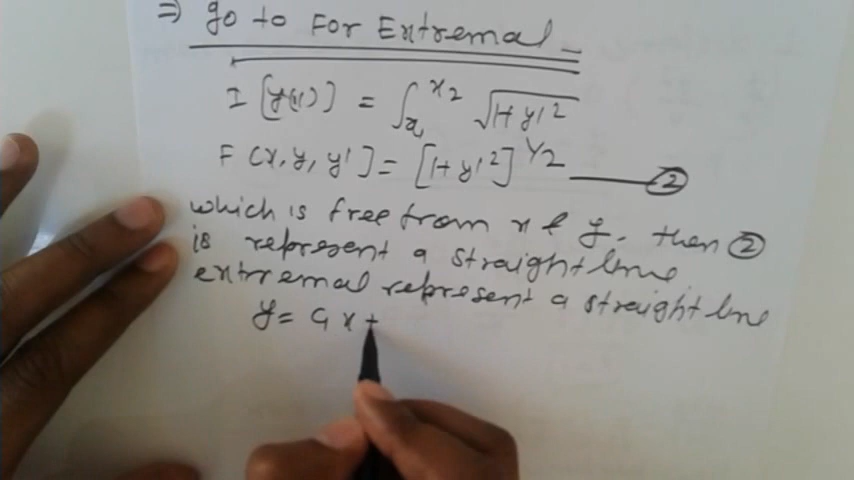 ⇒ go to For Extremal
I [y(x)] = ∫_{x₁}^{x₂} √(1+y'²)
F (x, y, y') = [1+y'²]^{1/2} ——— ②
which is free from x & y, then ②
is represent a straight line
extremal represent a straight line
y = C₁ x +